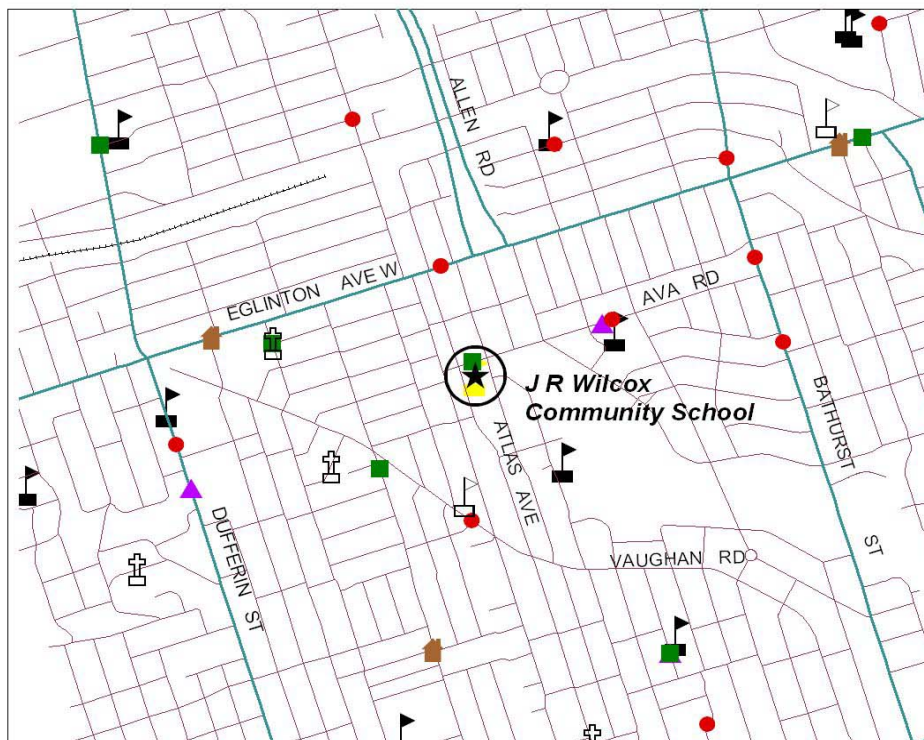 ALLEN RD
EGLINTON AVE W
AVA RD
J R Wilcox
Community School
BATHURST ST
ATLAS AVE
DUFFERIN ST
VAUGHAN RD